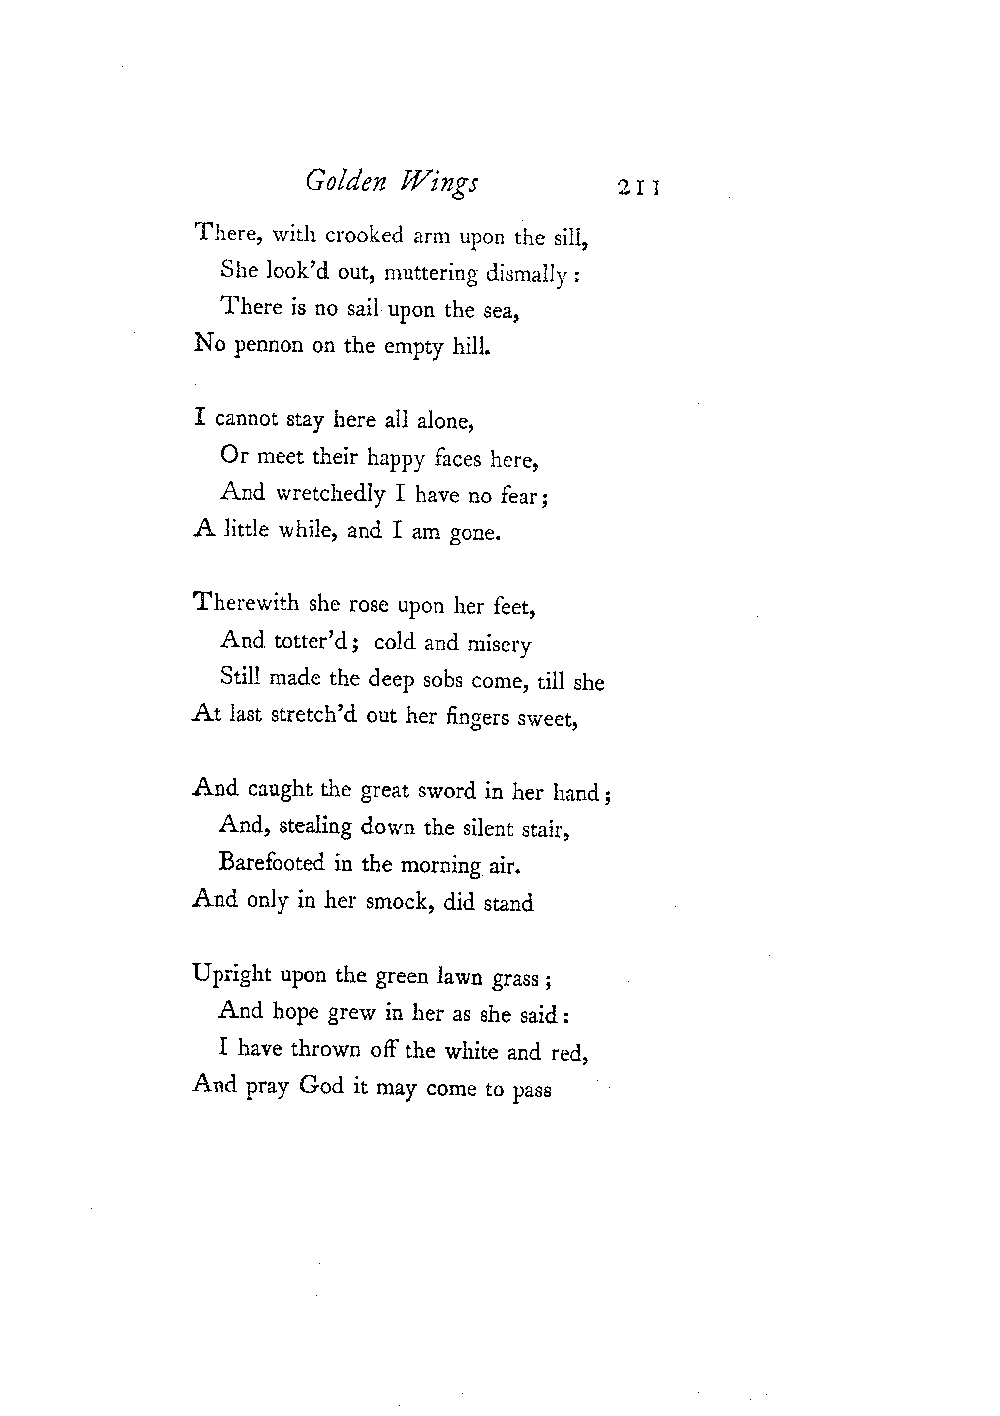 Golden Wings 211
There, with crooked arm upon the sill,
She look'd out, muttering dismally :
There is no sail upon the sea,
No pennon on the empty hill.
I cannot stay here all alone,
Or meet their happy faces here,
And wretchedly I have no fear;
A little while, and I am gone.
Therewith she rose upon her feet,
And totter'd; cold and misery
Still made the deep sobs come, till she
At last stretch'd out her fingers sweet,
And caught the great sword in her hand;
And, stealing down the silent stair,
Barefooted in the morning air.
And only in her smock, did stand
Upright upon the green lawn grass ;
And hope grew in her as she said:
I have thrown off the white and red,
And pray God it may come to pass